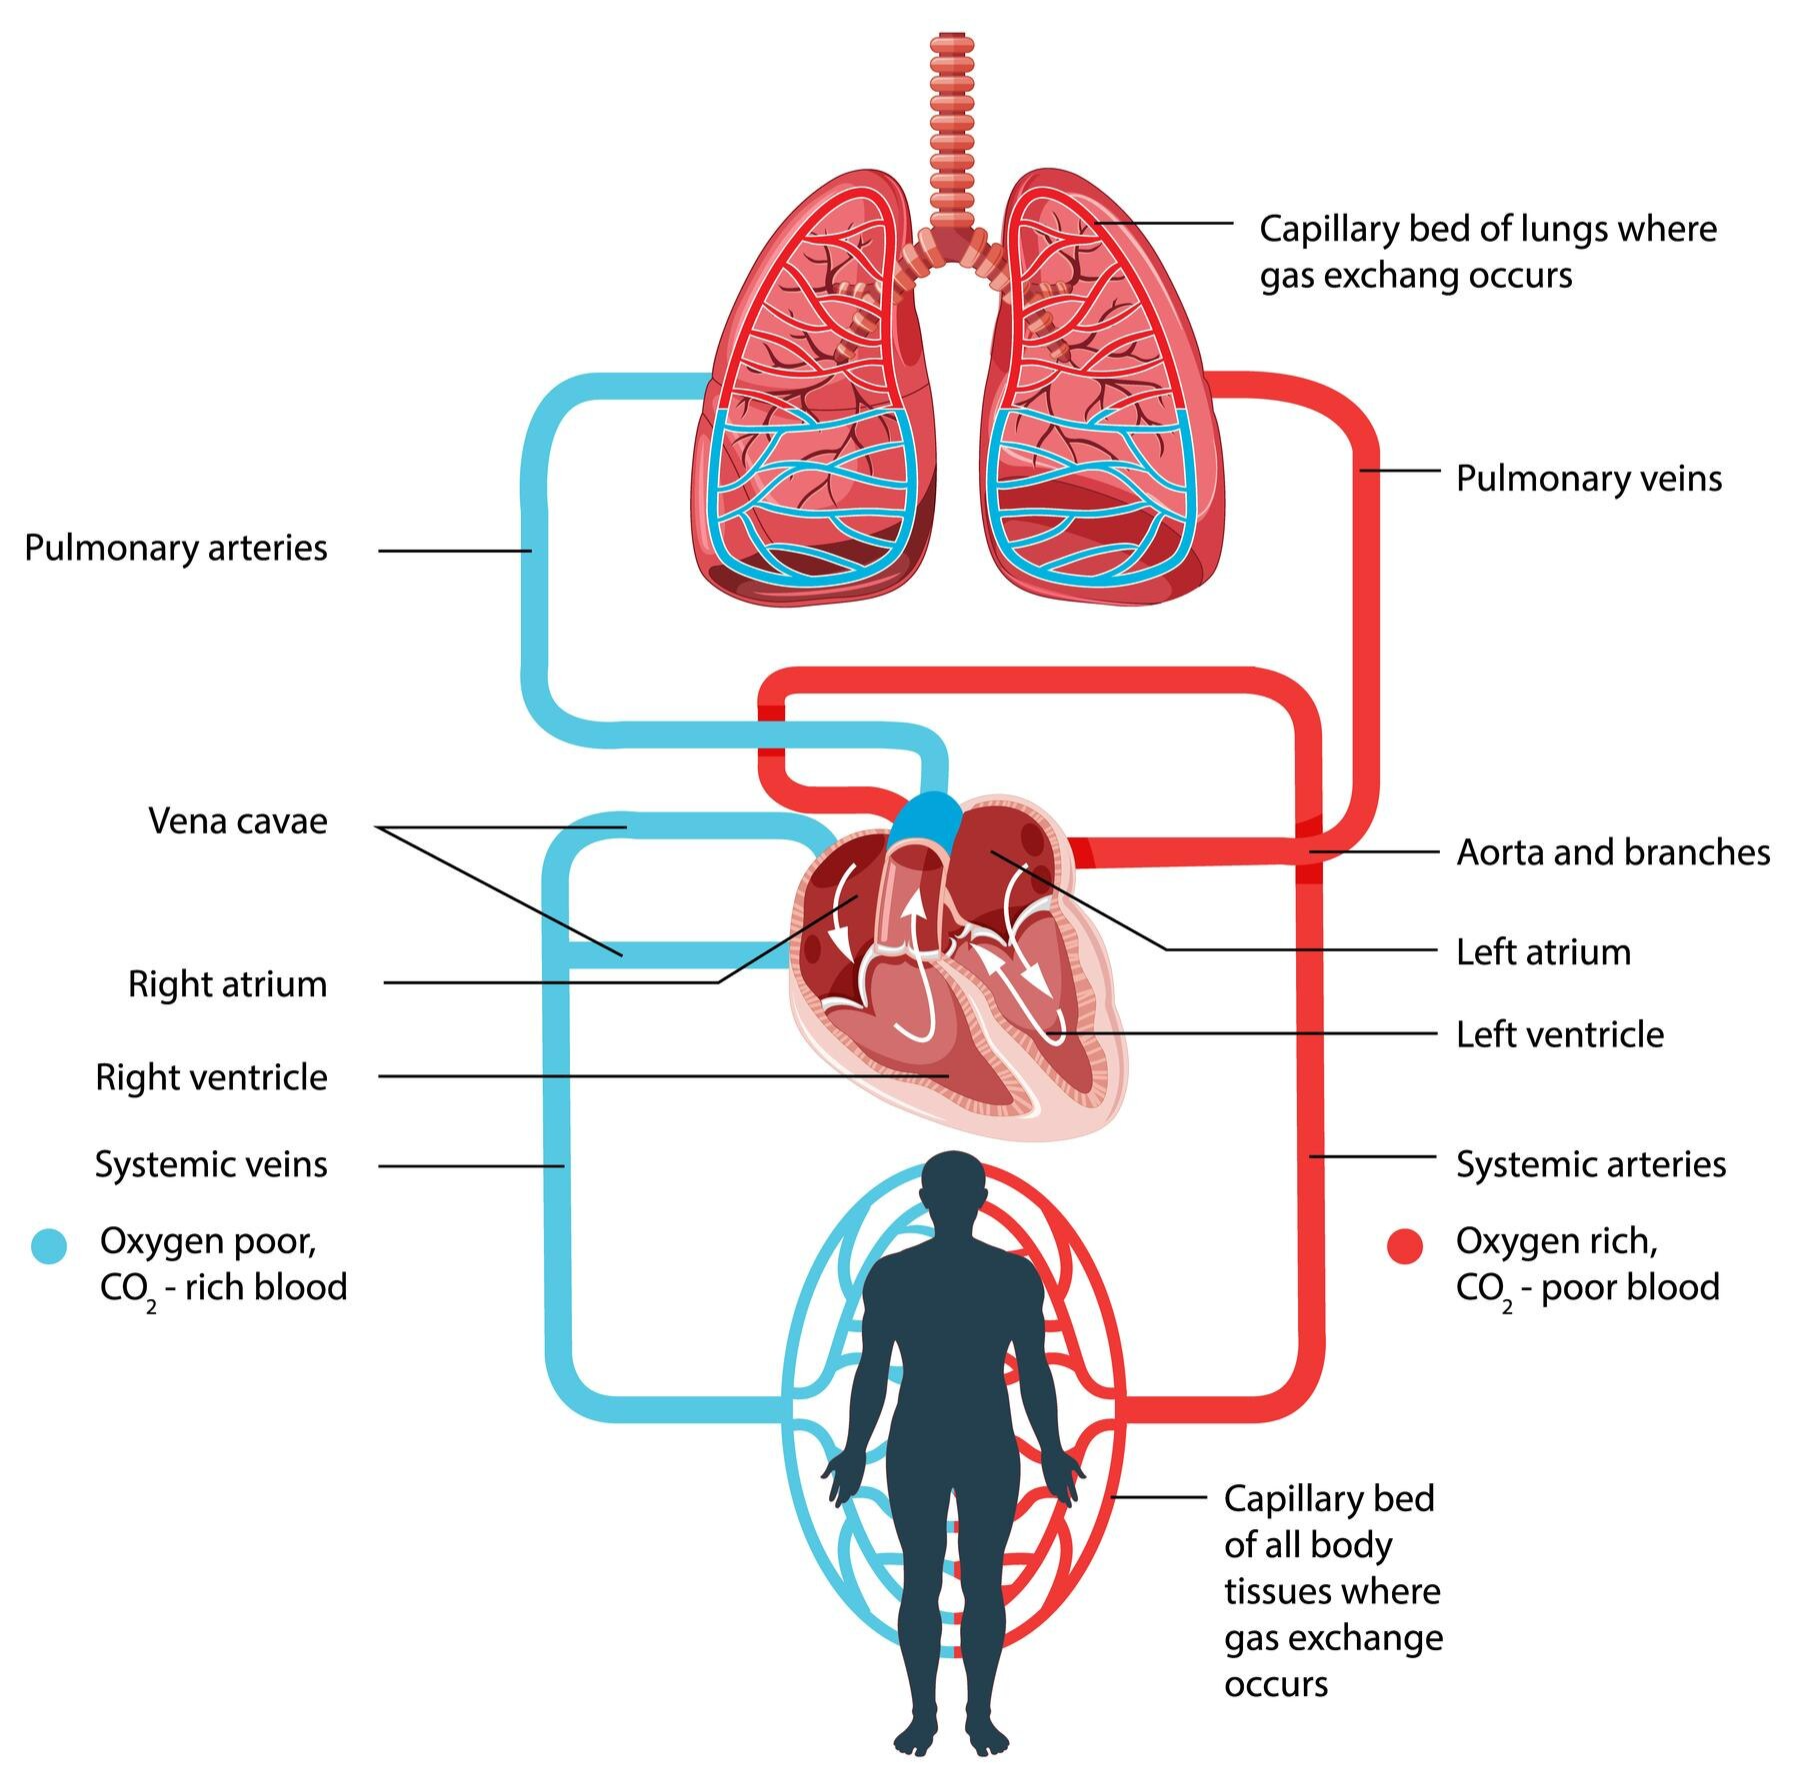 Capillary bed of lungs where
gas exchang occurs
Pulmonary veins
Pulmonary arteries
Vena cavae
Aorta and branches
Left atrium
Right atrium
Left ventricle
Right ventricle
Systemic veins
Systemic arteries
Oxygen poor,
CO₂ - rich blood
Oxygen rich,
CO₂ - poor blood
Capillary bed
of all body
tissues where
gas exchange
occurs